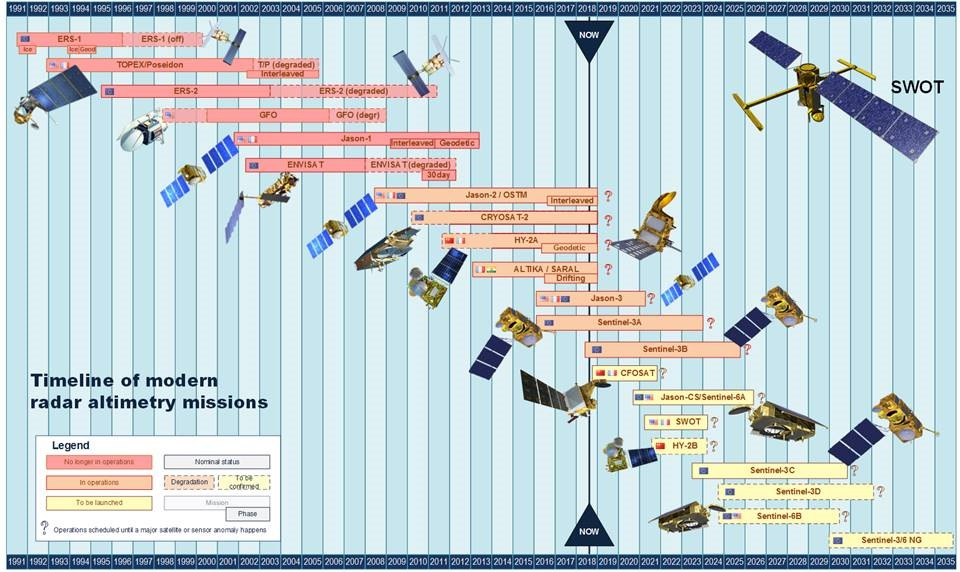 1991 1992 1993 1994 1995 1996 1997 1998 1999 2000 2001 2002 2003 2004 2005 2006 2007 2008 2009 2010 2011 2012 2013 2014 2015 2016 2017 2018 2019 2020 2021 2022 2023 2024 2025 2026 2027 2028 2029 2030 2031 2032 2033 2034 2035
NOW
ERS-1 ERS-1 (off)
Ice Ice Geod
TOPEX/Poseidon T/P (degraded)
Interleaved
SWOT
ERS-2 ERS-2 (degraded)
GFO GFO (degr)
Jason-1
Interleaved Geodetic
ENVISAT ENVISAT (degraded)
30day
Jason-2 / OSTM ?
Interleaved
CRYOSAT-2 ?
HY-2A ?
Geodetic
ALTIKA / SARAL ?
Drifting
Jason-3 ?
Sentinel-3A ?
Sentinel-3B ?
CFOSAT ?
Jason-CS/Sentinel-6A ?
SWOT ?
HY-2B ?
Sentinel-3C ?
Sentinel-3D ?
Sentinel-6B ?
Sentinel-3/6 NG
Timeline of modern
radar altimetry missions
Legend
No longer in operations Nominal status
In operations Degradation To be
confirmed
To be launched Mission
Phase
? Operations scheduled until a major satellite or sensor anomaly happens
NOW
1991 1992 1993 1994 1995 1996 1997 1998 1999 2000 2001 2002 2003 2004 2005 2006 2007 2008 2009 2010 2011 2012 2013 2014 2015 2016 2017 2018 2019 2020 2021 2022 2023 2024 2025 2026 2027 2028 2029 2030 2031 2032 2033 2034 2035